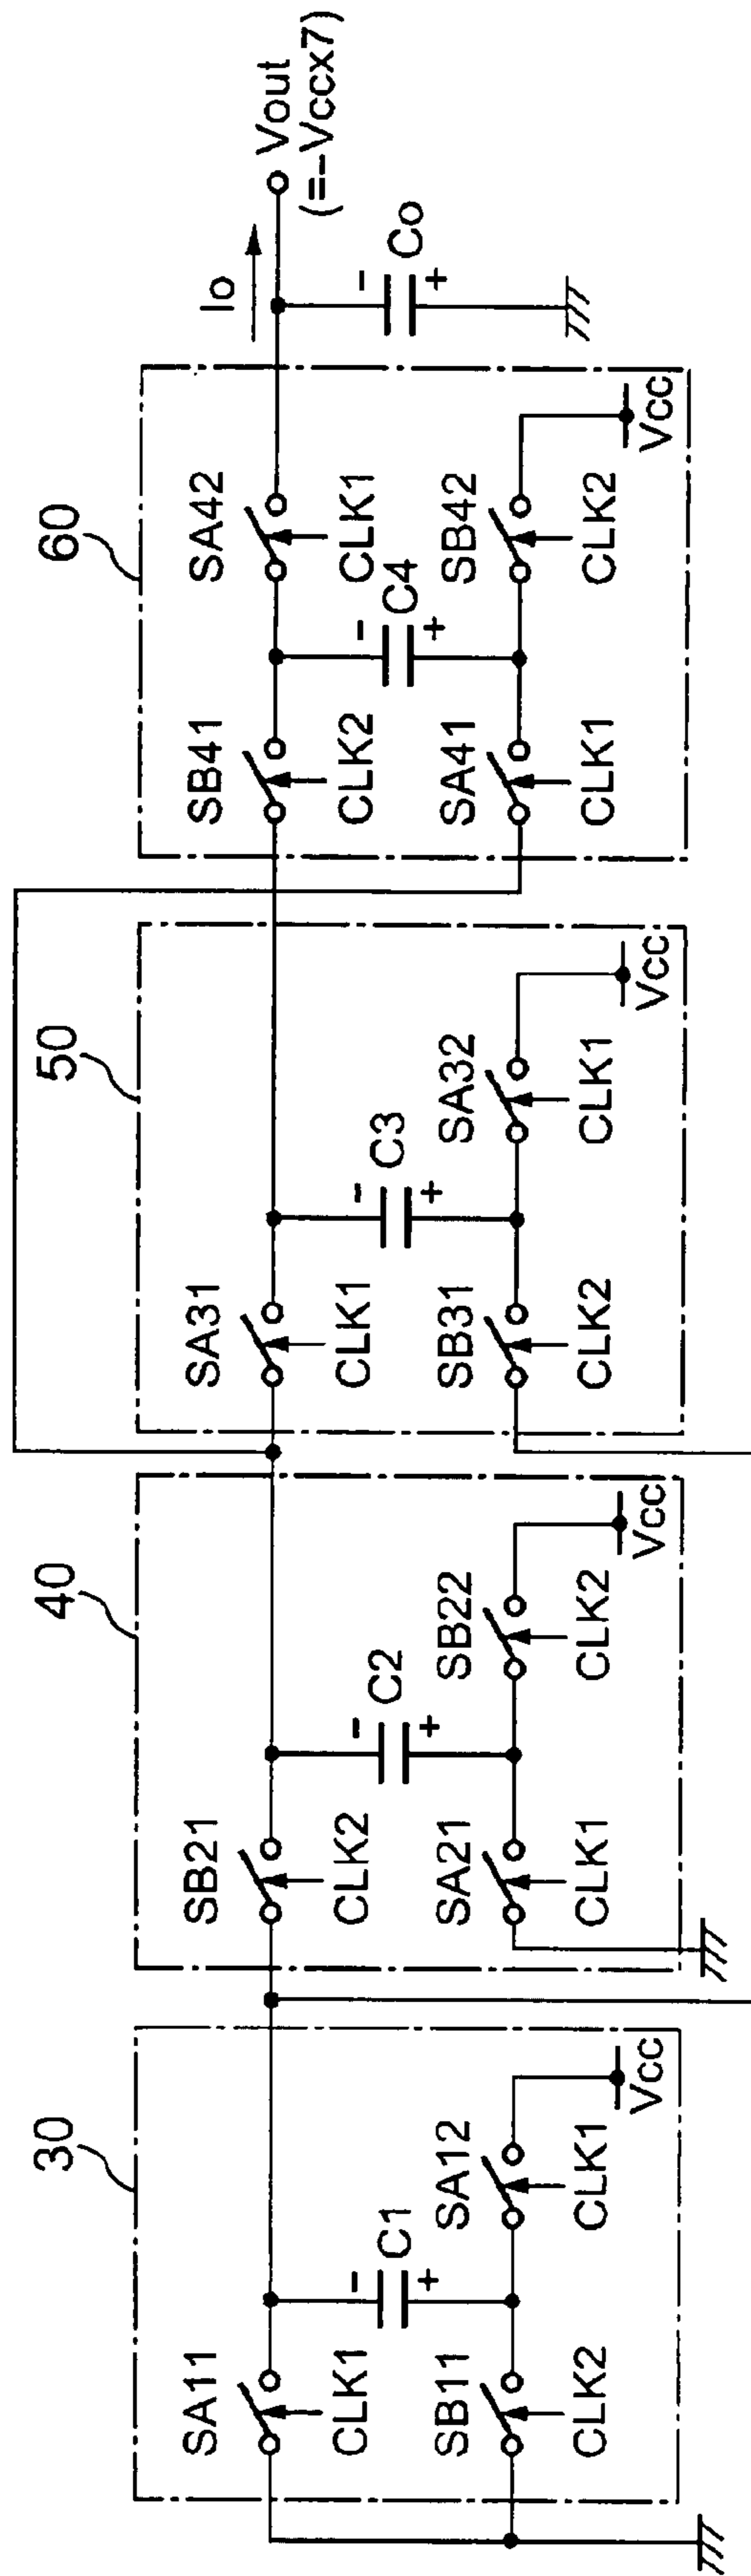 30
SA11
CLK1
C1
-
+
SB11
CLK2
SA12
CLK1
Vcc
40
SB21
CLK2
C2
-
+
SA21
CLK1
SB22
CLK2
Vcc
50
SA31
CLK1
C3
-
+
SB31
CLK2
SA32
CLK1
Vcc
60
SB41
CLK2
SA42
CLK1
C4
-
+
SA41
CLK1
SB42
CLK2
Vcc
Io
Vout
(=-Vccx7)
Co
-
+